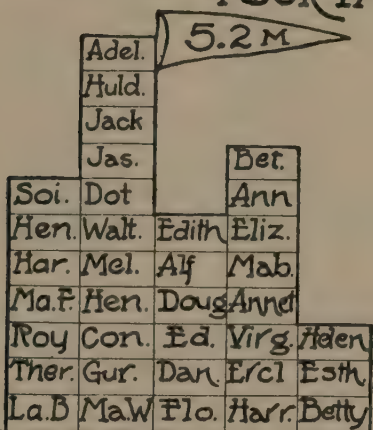 5.2 M
Adel.
Huld.
Jack
Jas. Bet.
Soi. Dot Ann
Hen. Walt. Edith Eliz.
Har. Mel. Alf Mab.
Ma.F. Hen. Doug Annet
Roy Con. Ed. Virg. Helen
Ther. Gur. Dan. Ercl Esth.
La.B Ma.W Flo. Harr. Betty